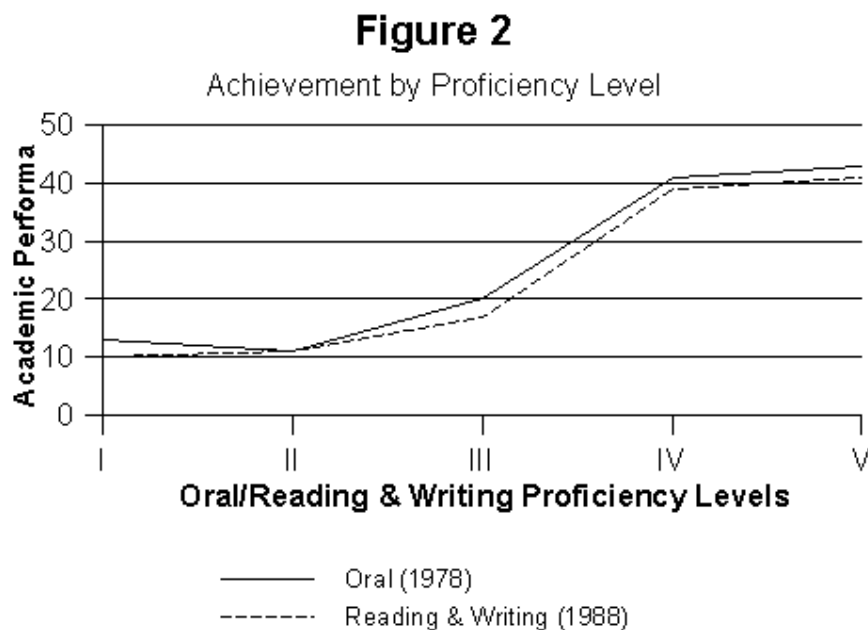 Figure 2
Achievement by Proficiency Level
Academic Performa
50
40
30
20
10
0
I II III IV V
Oral/Reading & Writing Proficiency Levels
Oral (1978)
Reading & Writing (1988)